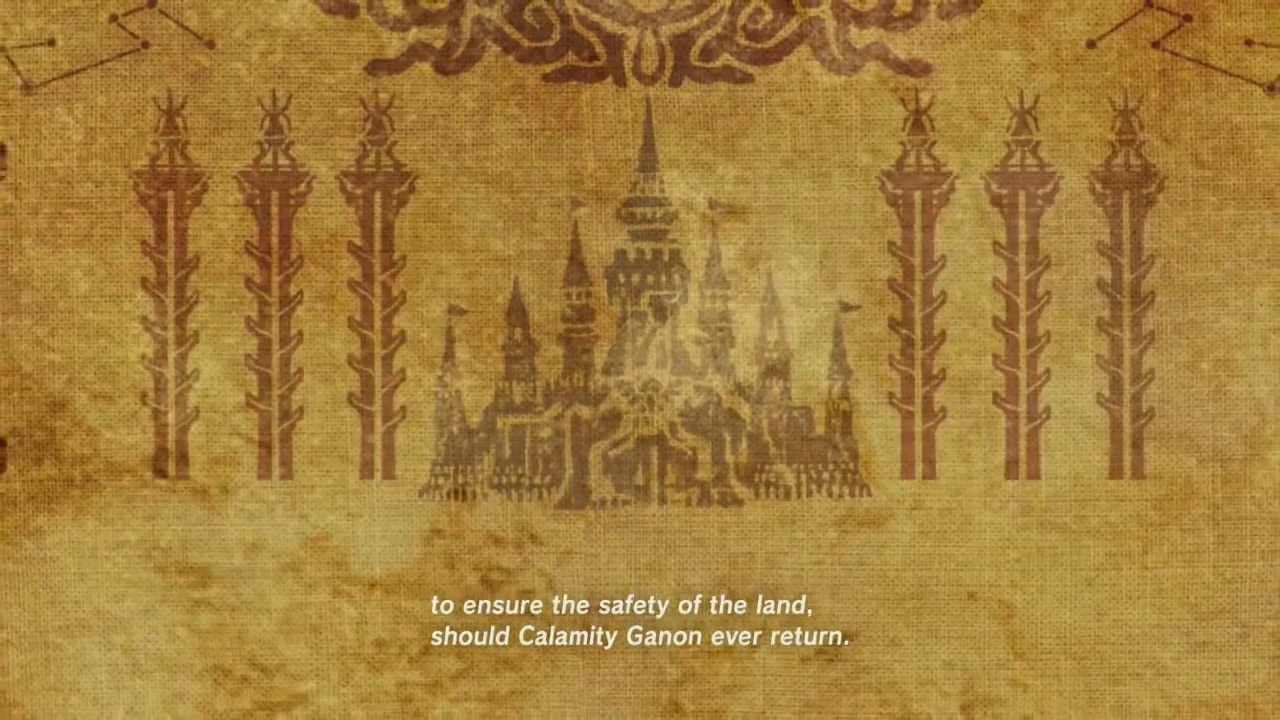 to ensure the safety of the land,
should Calamity Ganon ever return.